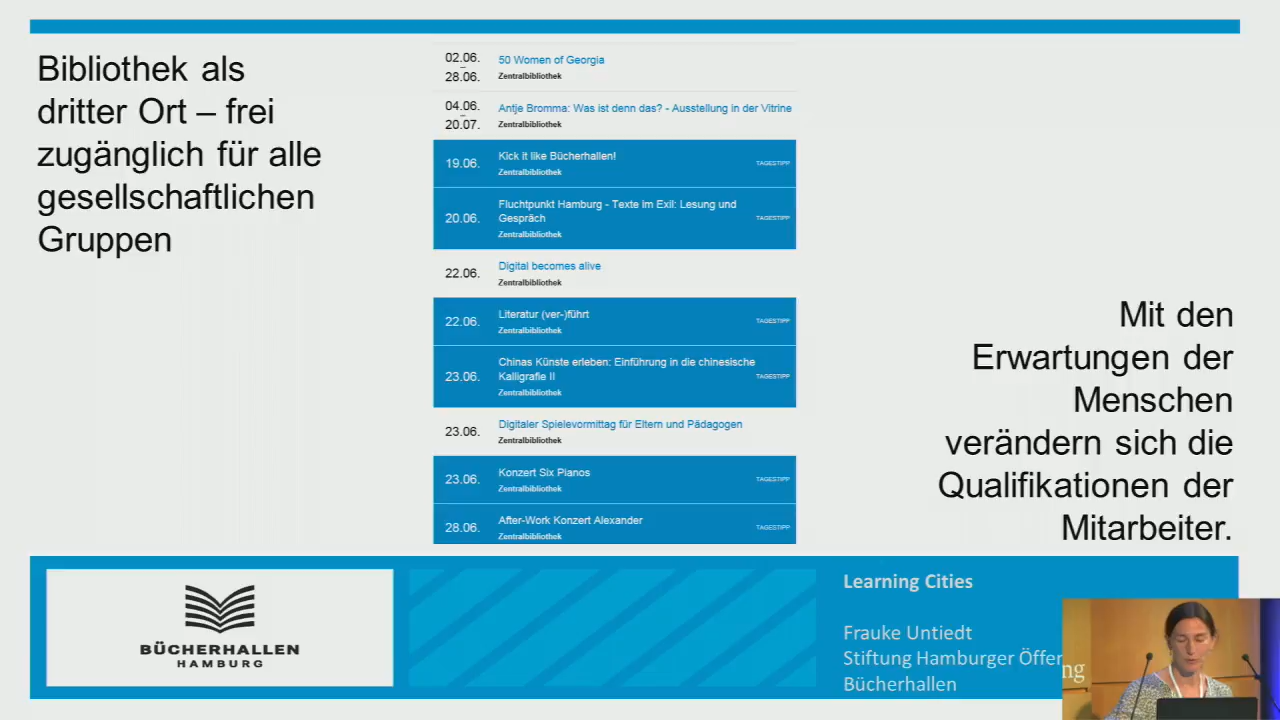 Bibliothek als
dritter Ort – frei
zugänglich für alle
gesellschaftlichen
Gruppen
02.06.
–
28.06.
50 Women of Georgia
Zentralbibliothek
04.06.
–
20.07.
Antje Bromma: Was ist denn das? - Ausstellung in der Vitrine
Zentralbibliothek
19.06.
Kick it like Bücherhallen!
Zentralbibliothek
TAGESTIPP
20.06.
Fluchtpunkt Hamburg - Texte im Exil: Lesung und
Gespräch
Zentralbibliothek
TAGESTIPP
22.06.
Digital becomes alive
Zentralbibliothek
22.06.
Literatur (ver-)führt
Zentralbibliothek
TAGESTIPP
23.06.
Chinas Künste erleben: Einführung in die chinesische
Kalligrafie II
Zentralbibliothek
TAGESTIPP
23.06.
Digitaler Spielevormittag für Eltern und Pädagogen
Zentralbibliothek
23.06.
Konzert Six Pianos
Zentralbibliothek
TAGESTIPP
28.06.
After-Work Konzert Alexander
Zentralbibliothek
TAGESTIPP
Mit den
Erwartungen der
Menschen
verändern sich die
Qualifikationen der
Mitarbeiter.
BÜCHERHALLEN
HAMBURG
Learning Cities
Frauke Untiedt
Stiftung Hamburger Öffen
Bücherhallen
ng